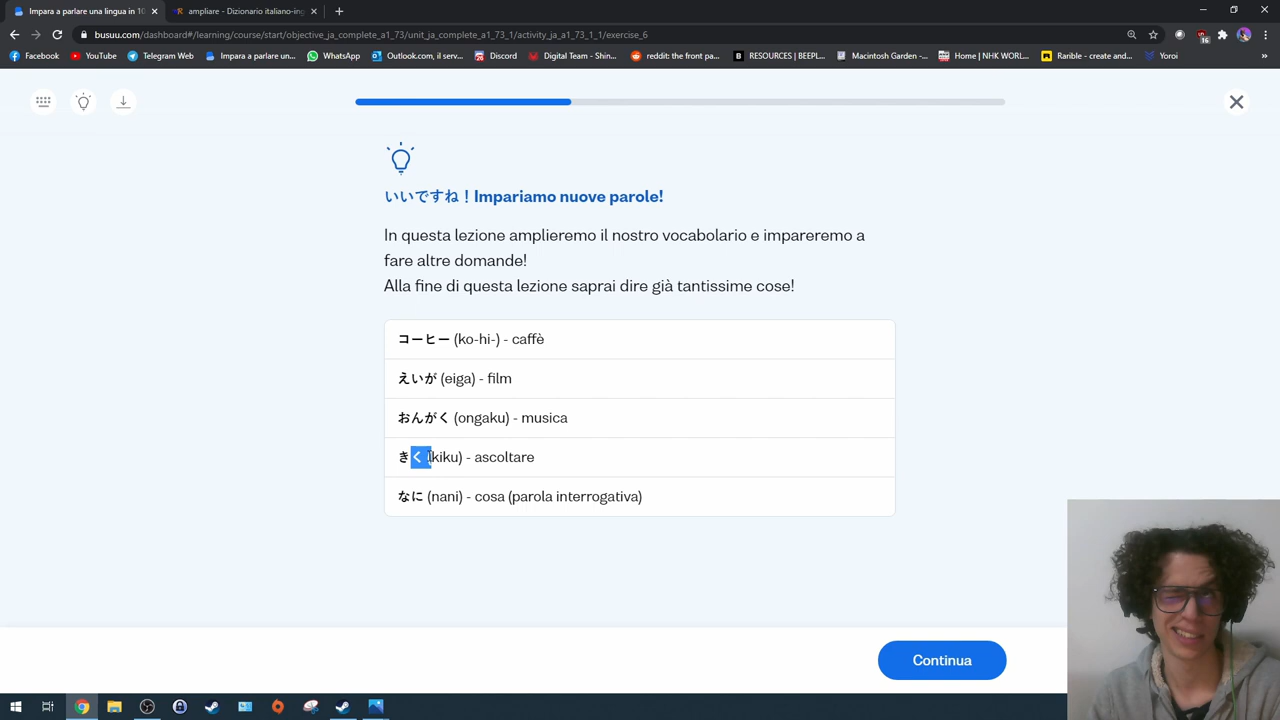 Impara a parlare una lingua in 10
ampliare - Dizionario italiano-ing
busuu.com/dashboard#/learning/course/start/objective_ja_complete_a1_73/unit_ja_complete_a1_73_1/activity_ja_a1_73_1_1/exercise_6
16
Facebook
YouTube
Telegram Web
Impara a parlare un...
WhatsApp
Outlook.com, il serv...
Discord
Digital Team - Shin...
reddit: the front pa...
RESOURCES | BEEPL...
Macintosh Garden -...
Home | NHK WORL...
Rarible - create and...
Yoroi
»
いいですね！Impariamo nuove parole!
In questa lezione amplieremo il nostro vocabolario e impareremo a
fare altre domande!
Alla fine di questa lezione saprai dire già tantissime cose!
コーヒー (ko-hi-) - caffè
えいが (eiga) - film
おんがく (ongaku) - musica
きく (kiku) - ascoltare
なに (nani) - cosa (parola interrogativa)
Continua